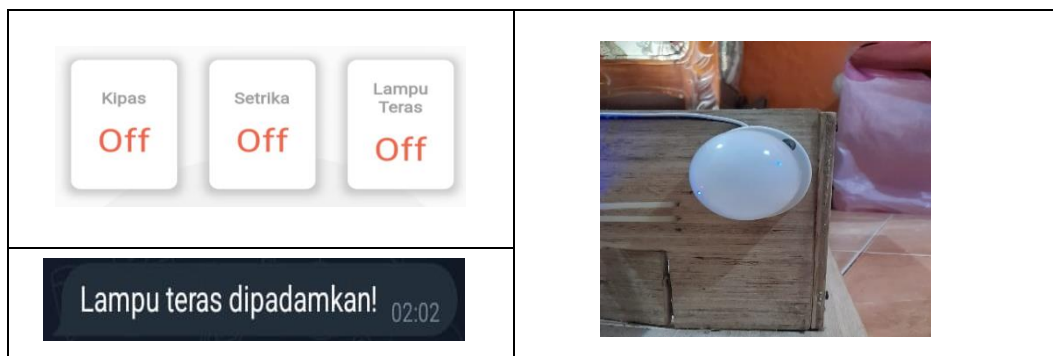 Kipas
Off
Setrika
Off
Lampu
Teras
Off
Lampu teras dipadamkan! 02:02